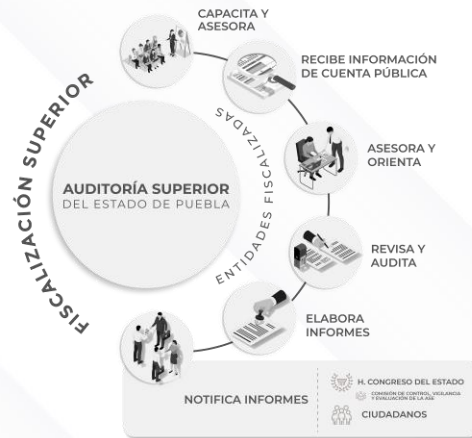 CAPACITA Y
ASESORA
RECIBE INFORMACIÓN
DE CUENTA PÚBLICA
FISCALIZACIÓN SUPERIOR
ENTIDADES FISCALIZADAS
ASESORA Y
ORIENTA
AUDITORÍA SUPERIOR
DEL ESTADO DE PUEBLA
REVISA Y
AUDITA
ELABORA
INFORMES
NOTIFICA INFORMES
H. CONGRESO DEL ESTADO
COMISIÓN DE CONTROL, VIGILANCIA
Y EVALUACIÓN DE LA ASE
CIUDADANOS